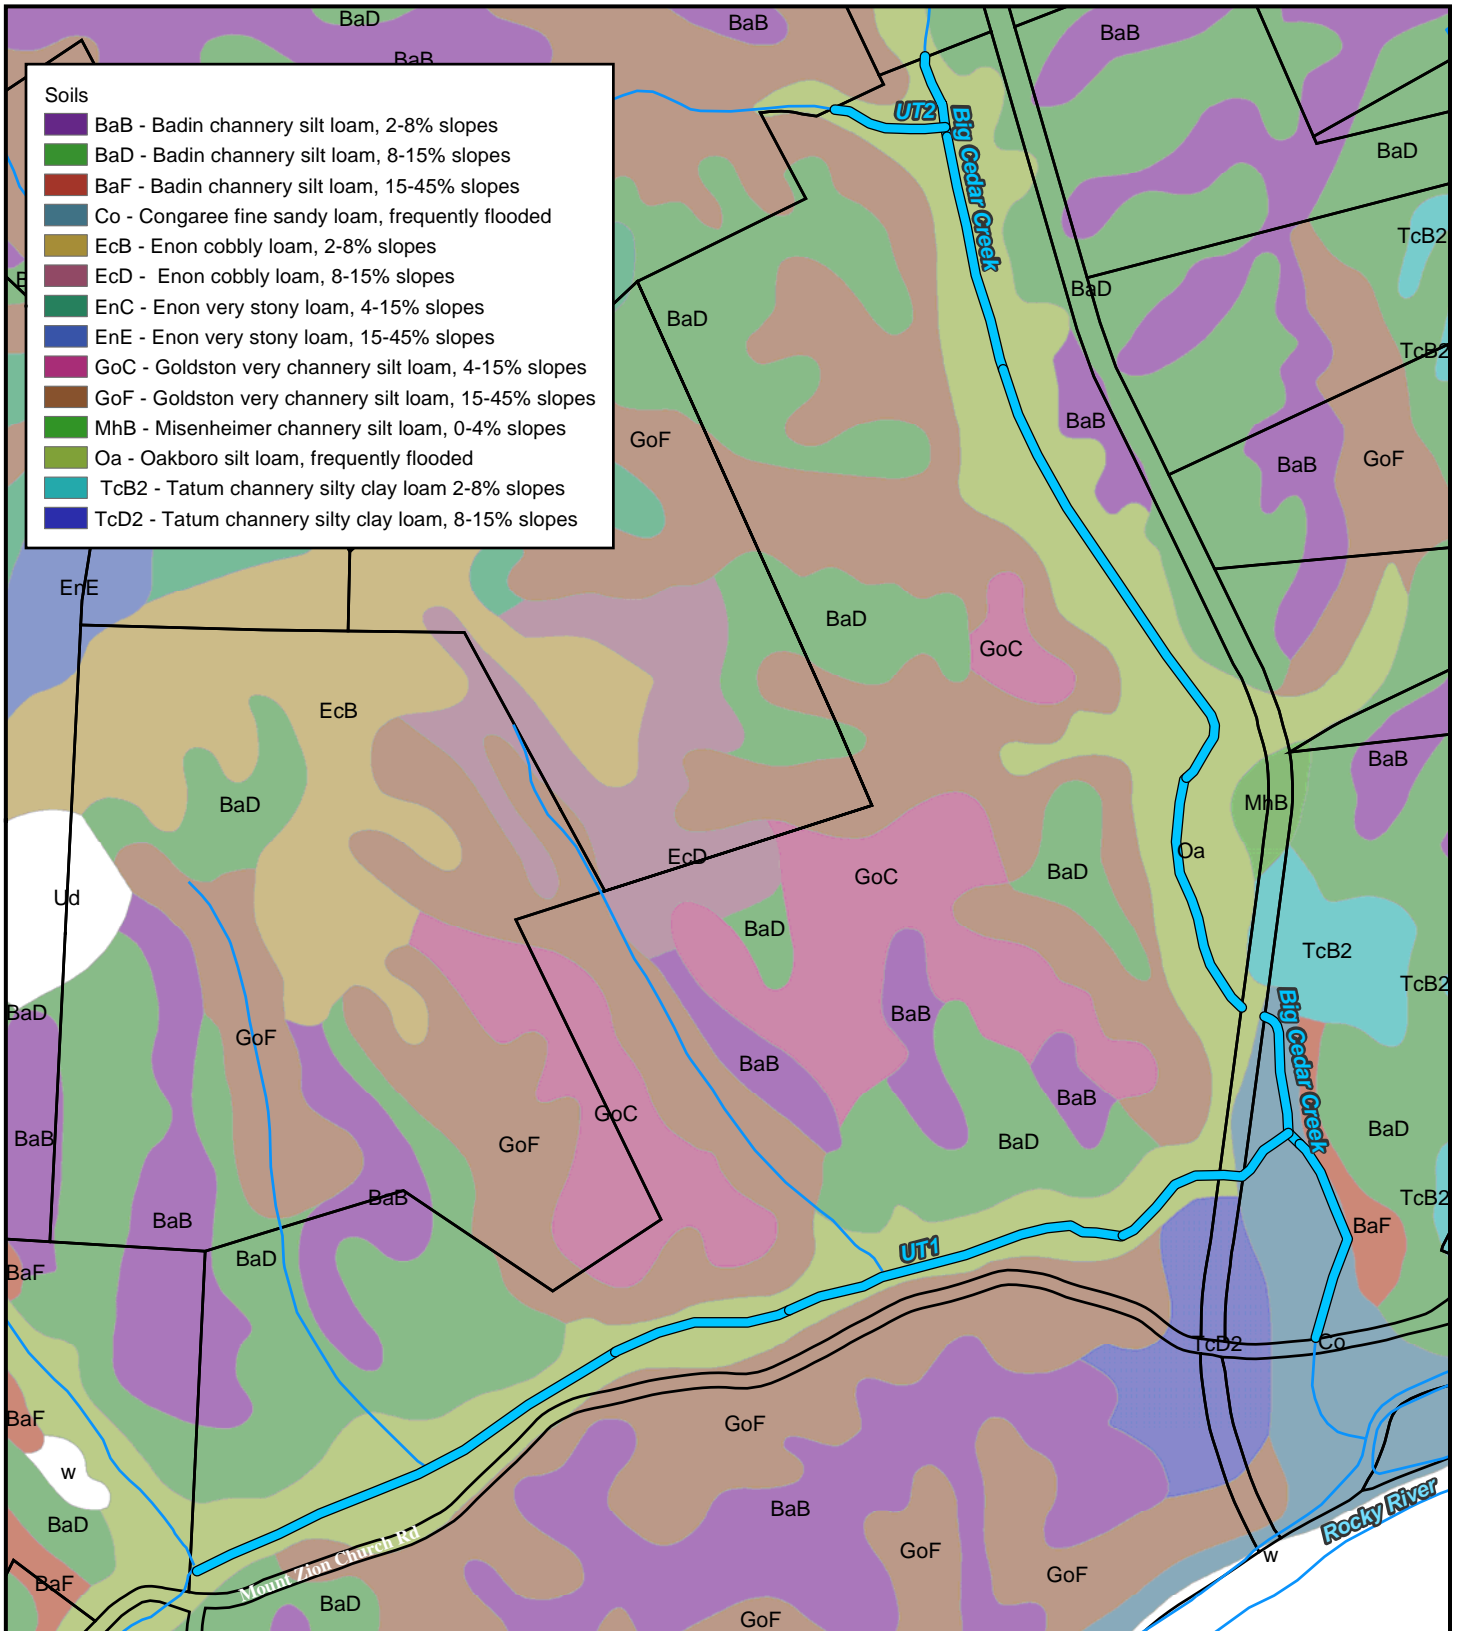 BaD
BaB
BaB
BaB
Soils
BaB - Badin channery silt loam, 2-8% slopes
BaD - Badin channery silt loam, 8-15% slopes
BaF - Badin channery silt loam, 15-45% slopes
Co - Congaree fine sandy loam, frequently flooded
EcB - Enon cobbly loam, 2-8% slopes
EcD - Enon cobbly loam, 8-15% slopes
EnC - Enon very stony loam, 4-15% slopes
EnE - Enon very stony loam, 15-45% slopes
GoC - Goldston very channery silt loam, 4-15% slopes
GoF - Goldston very channery silt loam, 15-45% slopes
MhB - Misenheimer channery silt loam, 0-4% slopes
Oa - Oakboro silt loam, frequently flooded
TcB2 - Tatum channery silty clay loam 2-8% slopes
TcD2 - Tatum channery silty clay loam, 8-15% slopes
UT2
Big Cedar Creek
BaD
TcB2
BaD
BaD
TcB2
BaB
GoF
BaB
GoF
EnE
BaD
GoC
EcB
BaB
BaD
MhB
Oa
EcD
GoC
BaD
Ud
BaD
TcB2
TcB2
BaD
BaB
GoF
Big Cedar Creek
BaB
BaB
GoC
BaB
GoF
BaD
BaD
BaB
BaB
TcB2
BaF
BaD
UT1
BaF
TcD2
Co
BaF
GoF
w
BaB
Rocky River
BaD
Mount Zion Church Rd
GoF
w
GoF
BaF
BaD
GoF